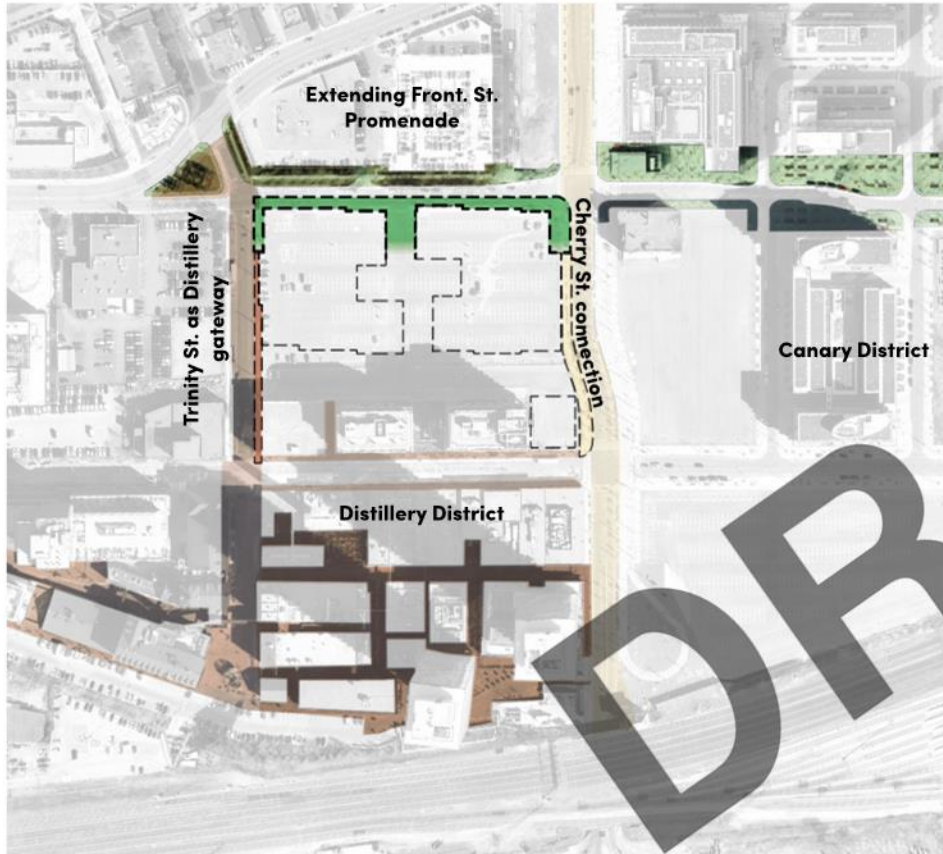 Extending Front. St.
Promenade
Trinity St. as Distillery
gateway
Cherry St. connection
Canary District
Distillery District
DR